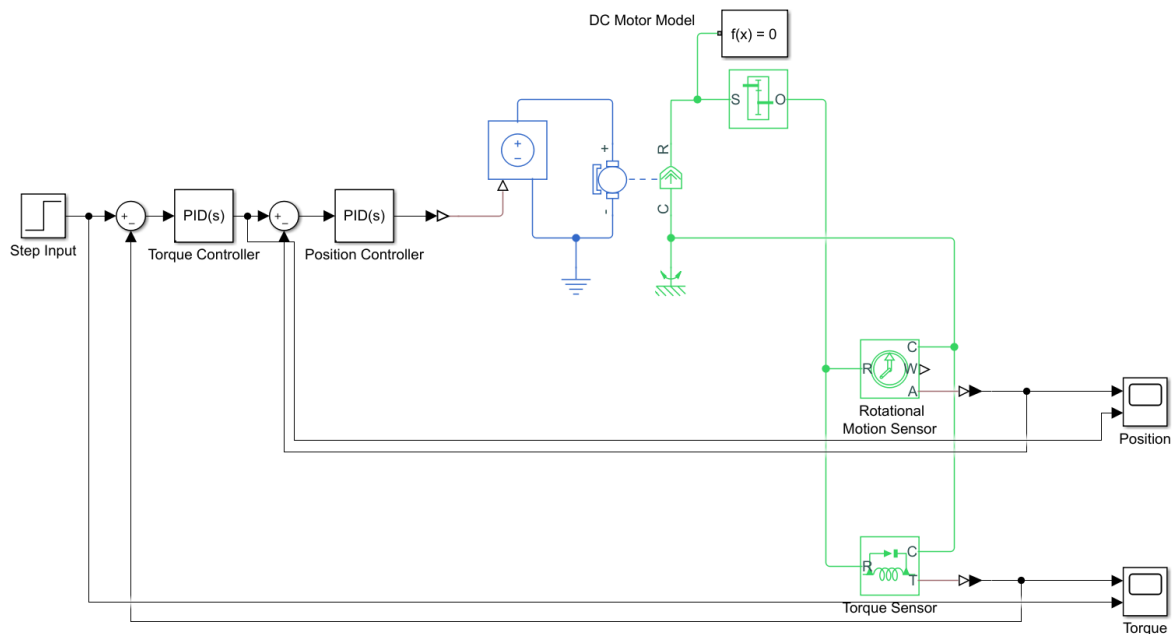 DC Motor Model
f(x) = 0
S
O
+
-
+
-
R
C
Step Input
+
-
PID(s)
Torque Controller
+
-
PID(s)
Position Controller
C
R
W
A
Rotational
Motion Sensor
Position
C
R
T
Torque Sensor
Torque